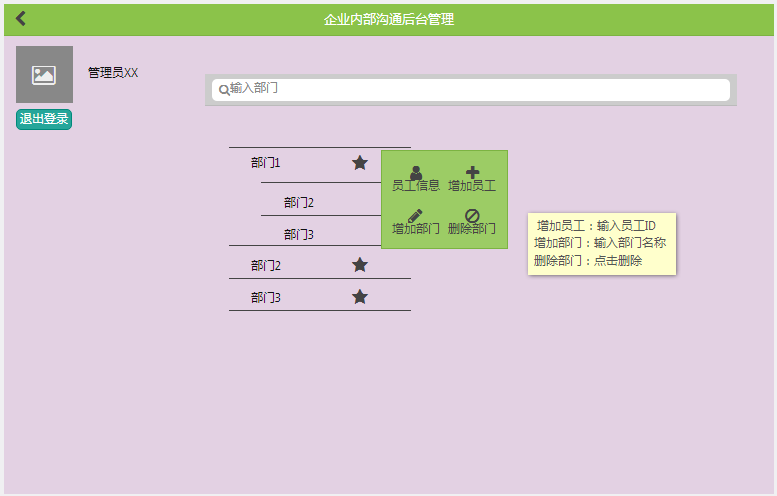 企业内部沟通后台管理
管理员XX
退出登录
输入部门
部门1
员工信息 增加员工
部门2
增加部门 删除部门
部门3
部门2
部门3
增加员工：输入员工ID
增加部门：输入部门名称
删除部门：点击删除